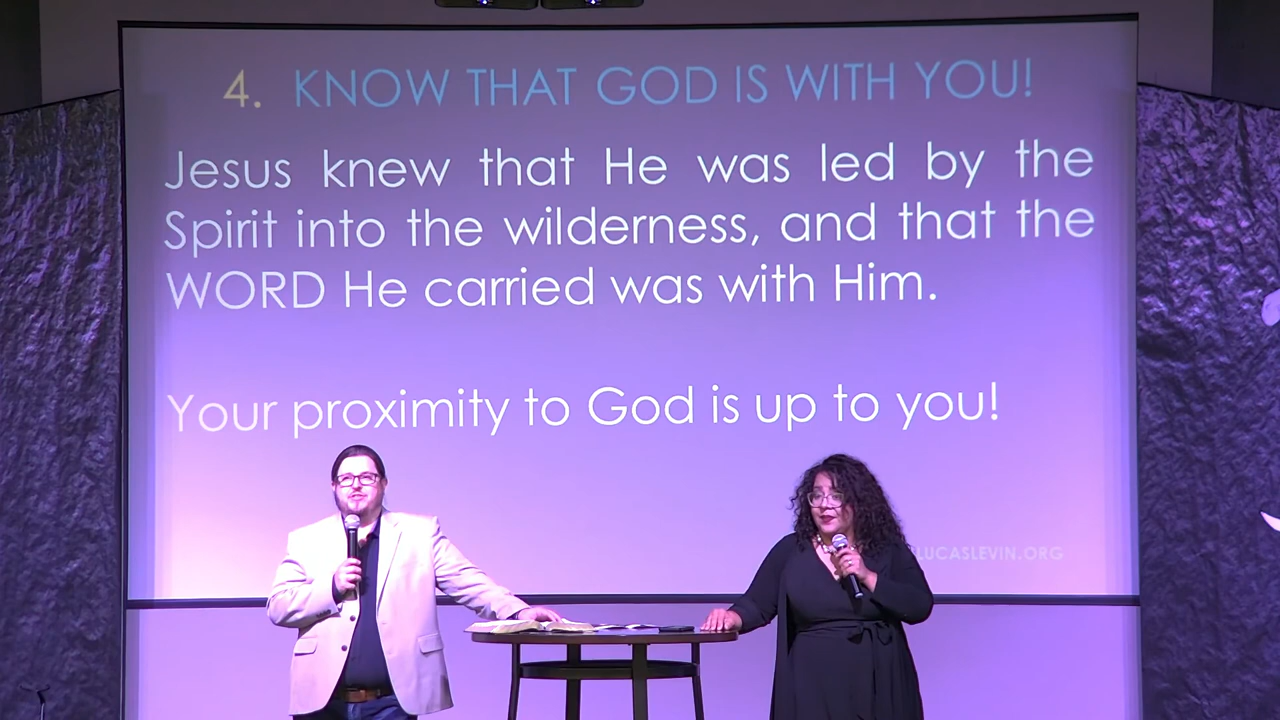 4. KNOW THAT GOD IS WITH YOU!
Jesus knew that He was led by the
Spirit into the wilderness, and that the
WORD He carried was with Him.
Your proximity to God is up to you!
LUCASLEVIN.ORG